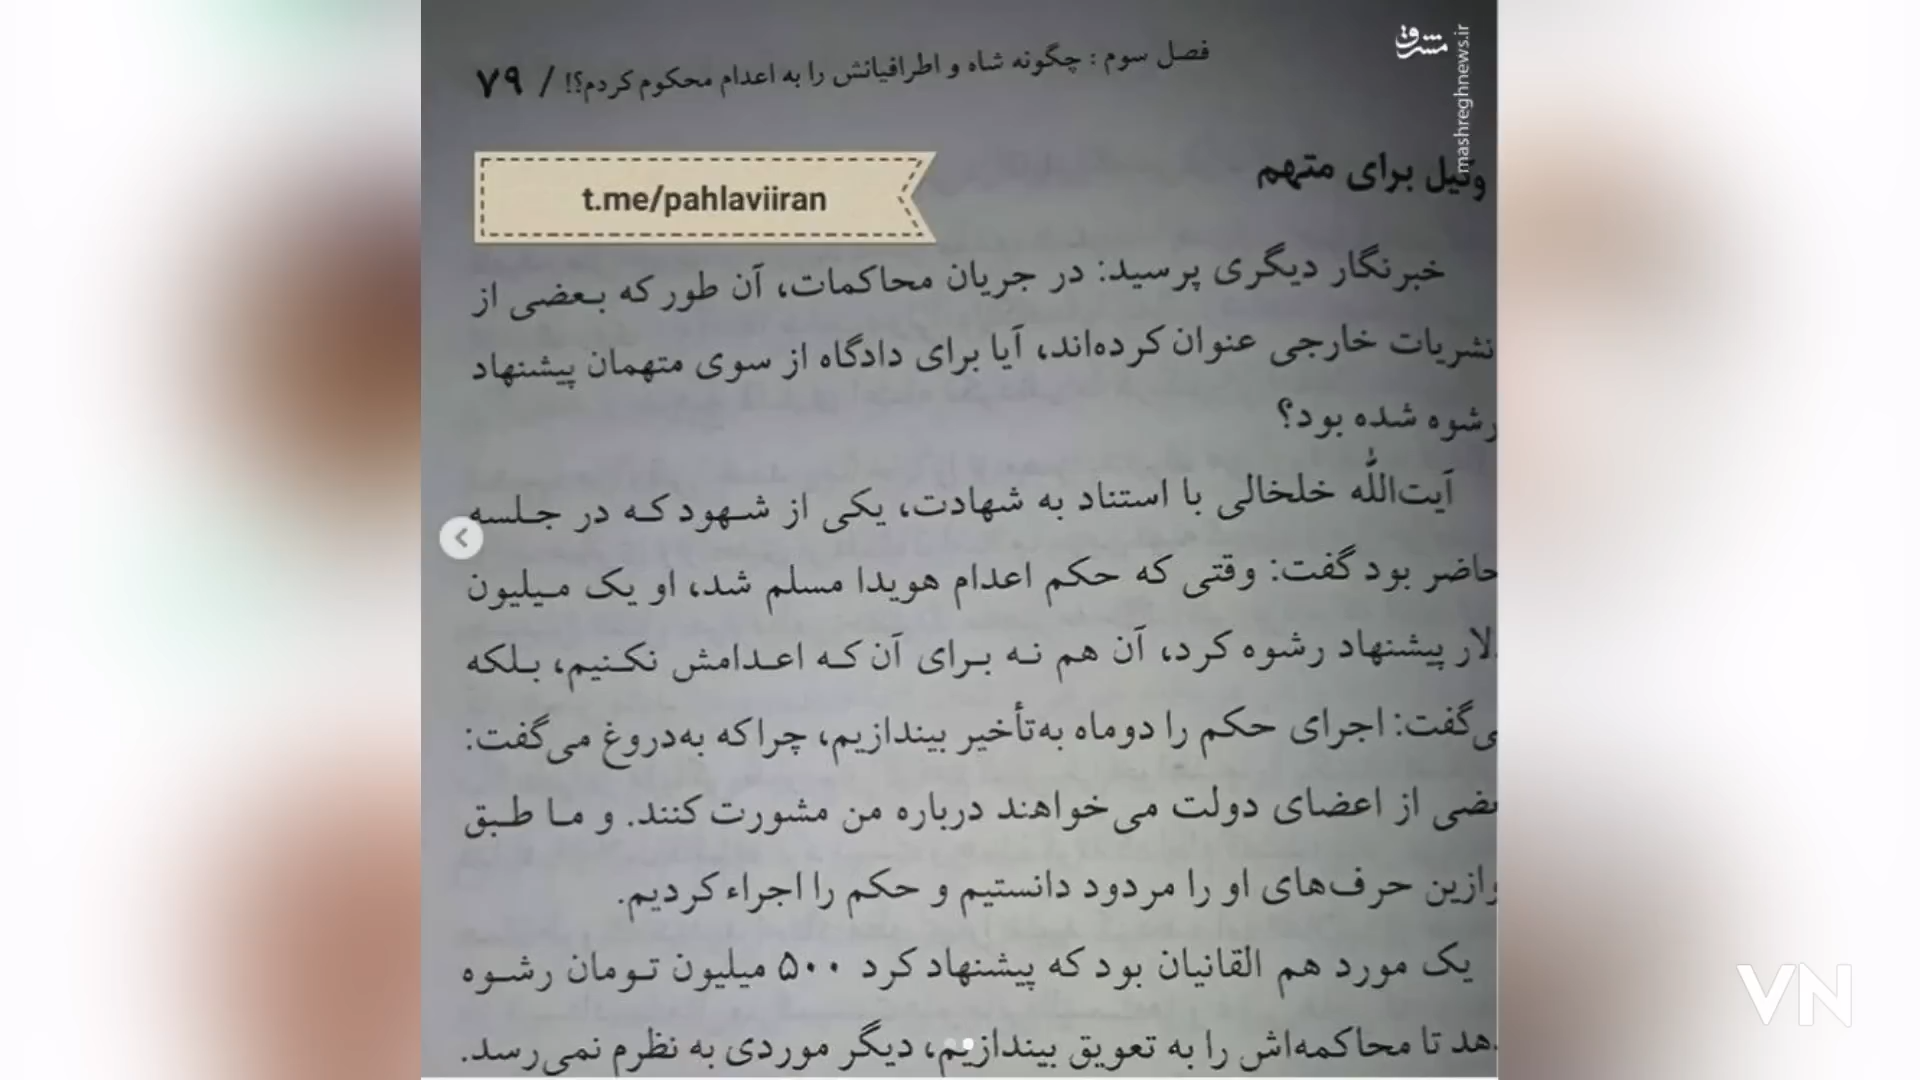 فصل سوم : چگونه شاه و اطرافیانش را به اعدام محکوم کردم؟! / ۷۹
مشرق
mashreghnews.ir
وکیل برای متهم
t.me/pahlaviiran
خبرنگار دیگری پرسید: در جریان محاکمات، آن طور که بعضی از
نشریات خارجی عنوان کرده‌اند، آیا برای دادگاه از سوی متهمان پیشنهاد
رشوه شده بود؟
آیت‌اللّٰه خلخالی با استناد به شهادت، یکی از شهود که در جلسه
حاضر بود گفت: وقتی که حکم اعدام هویدا مسلم شد، او یک میلیون
لار پیشنهاد رشوه کرد، آن هم نه برای آن که اعدامش نکنیم، بلکه
ی‌گفت: اجرای حکم را دوماه به‌تأخیر بیندازیم، چراکه به‌دروغ می‌گفت:
عضی از اعضای دولت می‌خواهند درباره من مشورت کنند. و ما طبق
وازین حرف‌های او را مردود دانستیم و حکم را اجراء کردیم.
یک مورد هم القانیان بود که پیشنهاد کرد ۵۰۰ میلیون تومان رشوه
هد تا محاکمه‌اش را به تعویق بیندازیم، دیگر موردی به نظرم نمی‌رسد.
VN